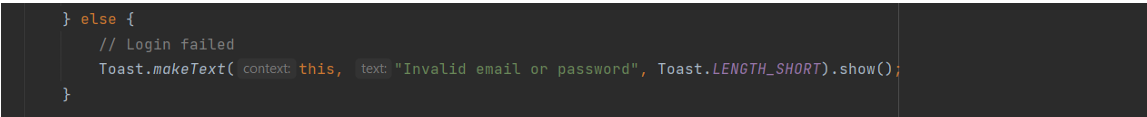 } else {
// Login failed
Toast.makeText( context: this, text: "Invalid email or password", Toast.LENGTH_SHORT).show();
}